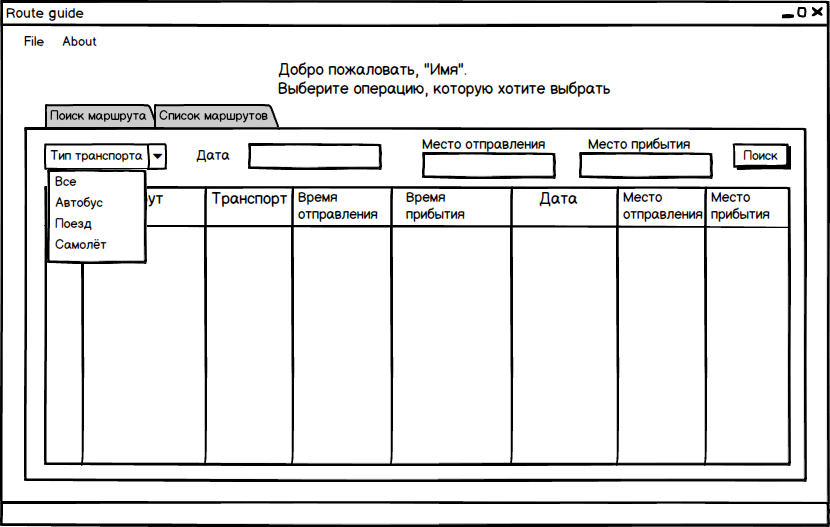 Route guide
File About
Добро пожаловать, "Имя".
Выберите операцию, которую хотите выбрать
Поиск маршрута Список маршрутов
Тип транспорта Дата Место отправления Место прибытия Поиск
Все
Автобус
Поезд
Самолёт
Транспорт Время отправления Время прибытия Дата Место отправления Место прибытия